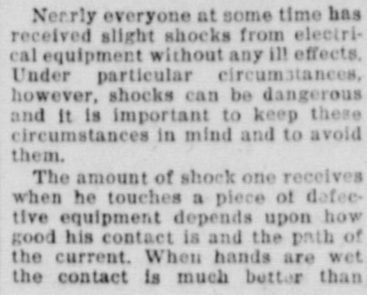 Nearly everyone at some time has
received slight shocks from electri-
cal equipment without any ill effects.
Under particular circumstances,
however, shocks can be dangerous
and it is important to keep these
circumstances in mind and to avoid
them.
The amount of shock one receives
when he touches a piece of defec-
tive equipment depends upon how
good his contact is and the path of
the current. When hands are wet
the contact is much better than